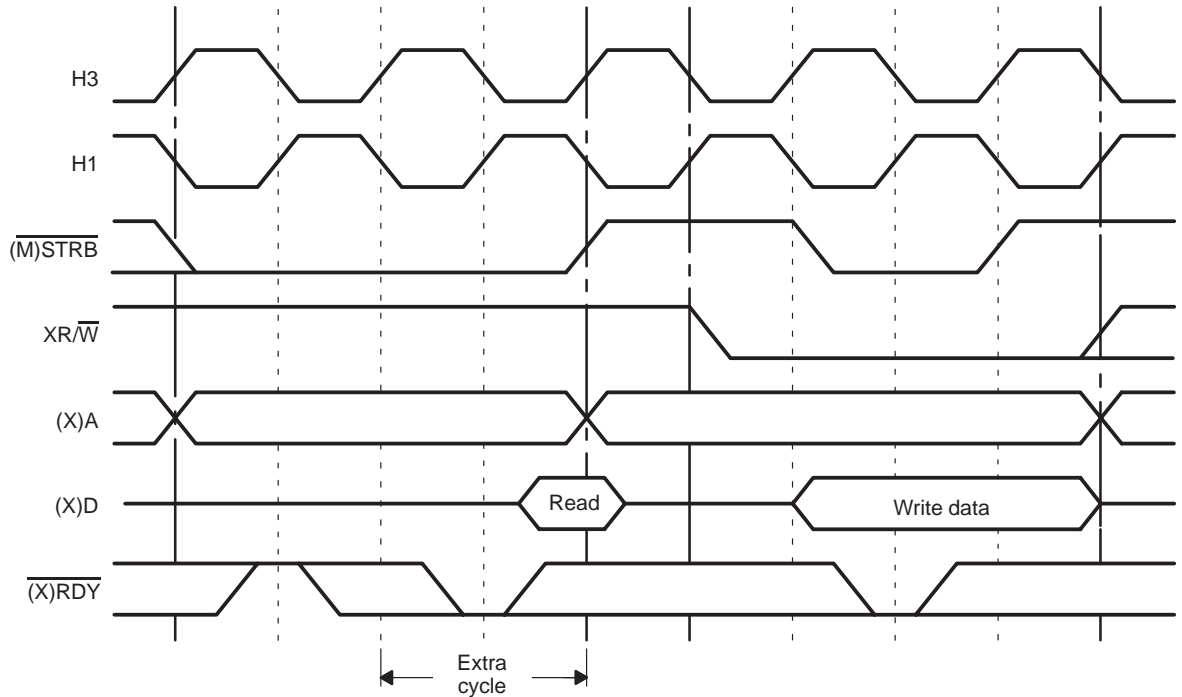 H3
H1
(M)STRB
XR/W
(X)A
(X)D
Read
Write data
(X)RDY
Extra
cycle